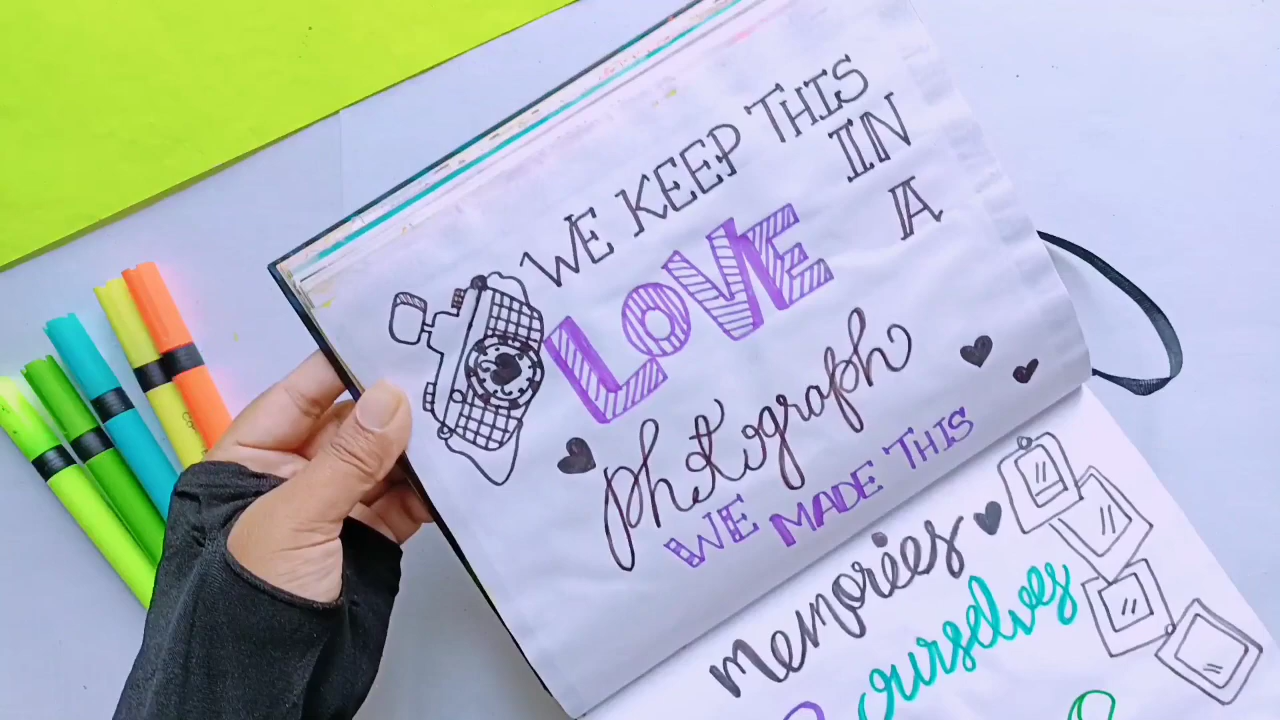 WE KEEP THIS
LOVE
IN
A
photograph
WE MADE THIS
memories
ourselves